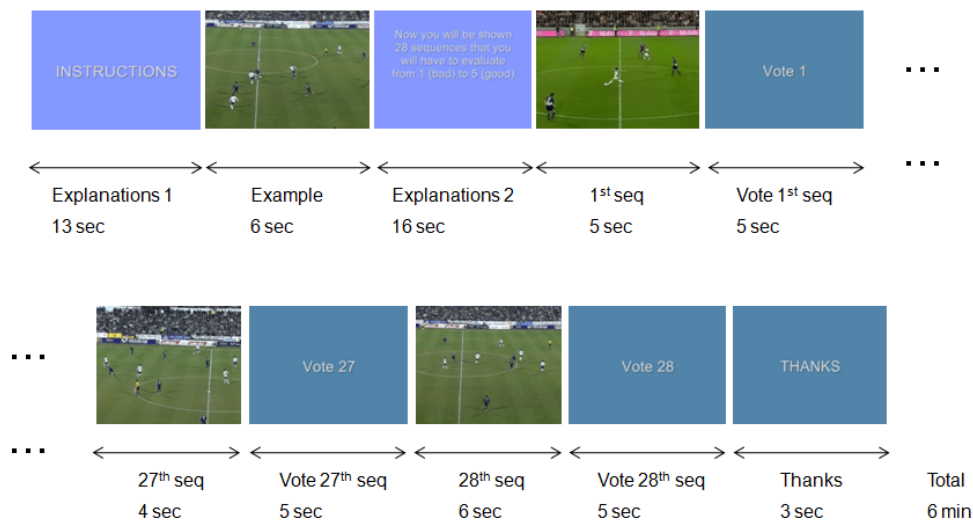 INSTRUCTIONS
Now you will be shown
28 sequences that you
will have to evaluate
from 1 (bad) to 5 (good)
Vote 1
...
Explanations 1
Example
Explanations 2
1st seq
Vote 1st seq
...
13 sec
6 sec
16 sec
5 sec
5 sec
...
Vote 27
Vote 28
THANKS
...
27th seq
Vote 27th seq
28th seq
Vote 28th seq
Thanks
Total
4 sec
5 sec
6 sec
5 sec
3 sec
6 min